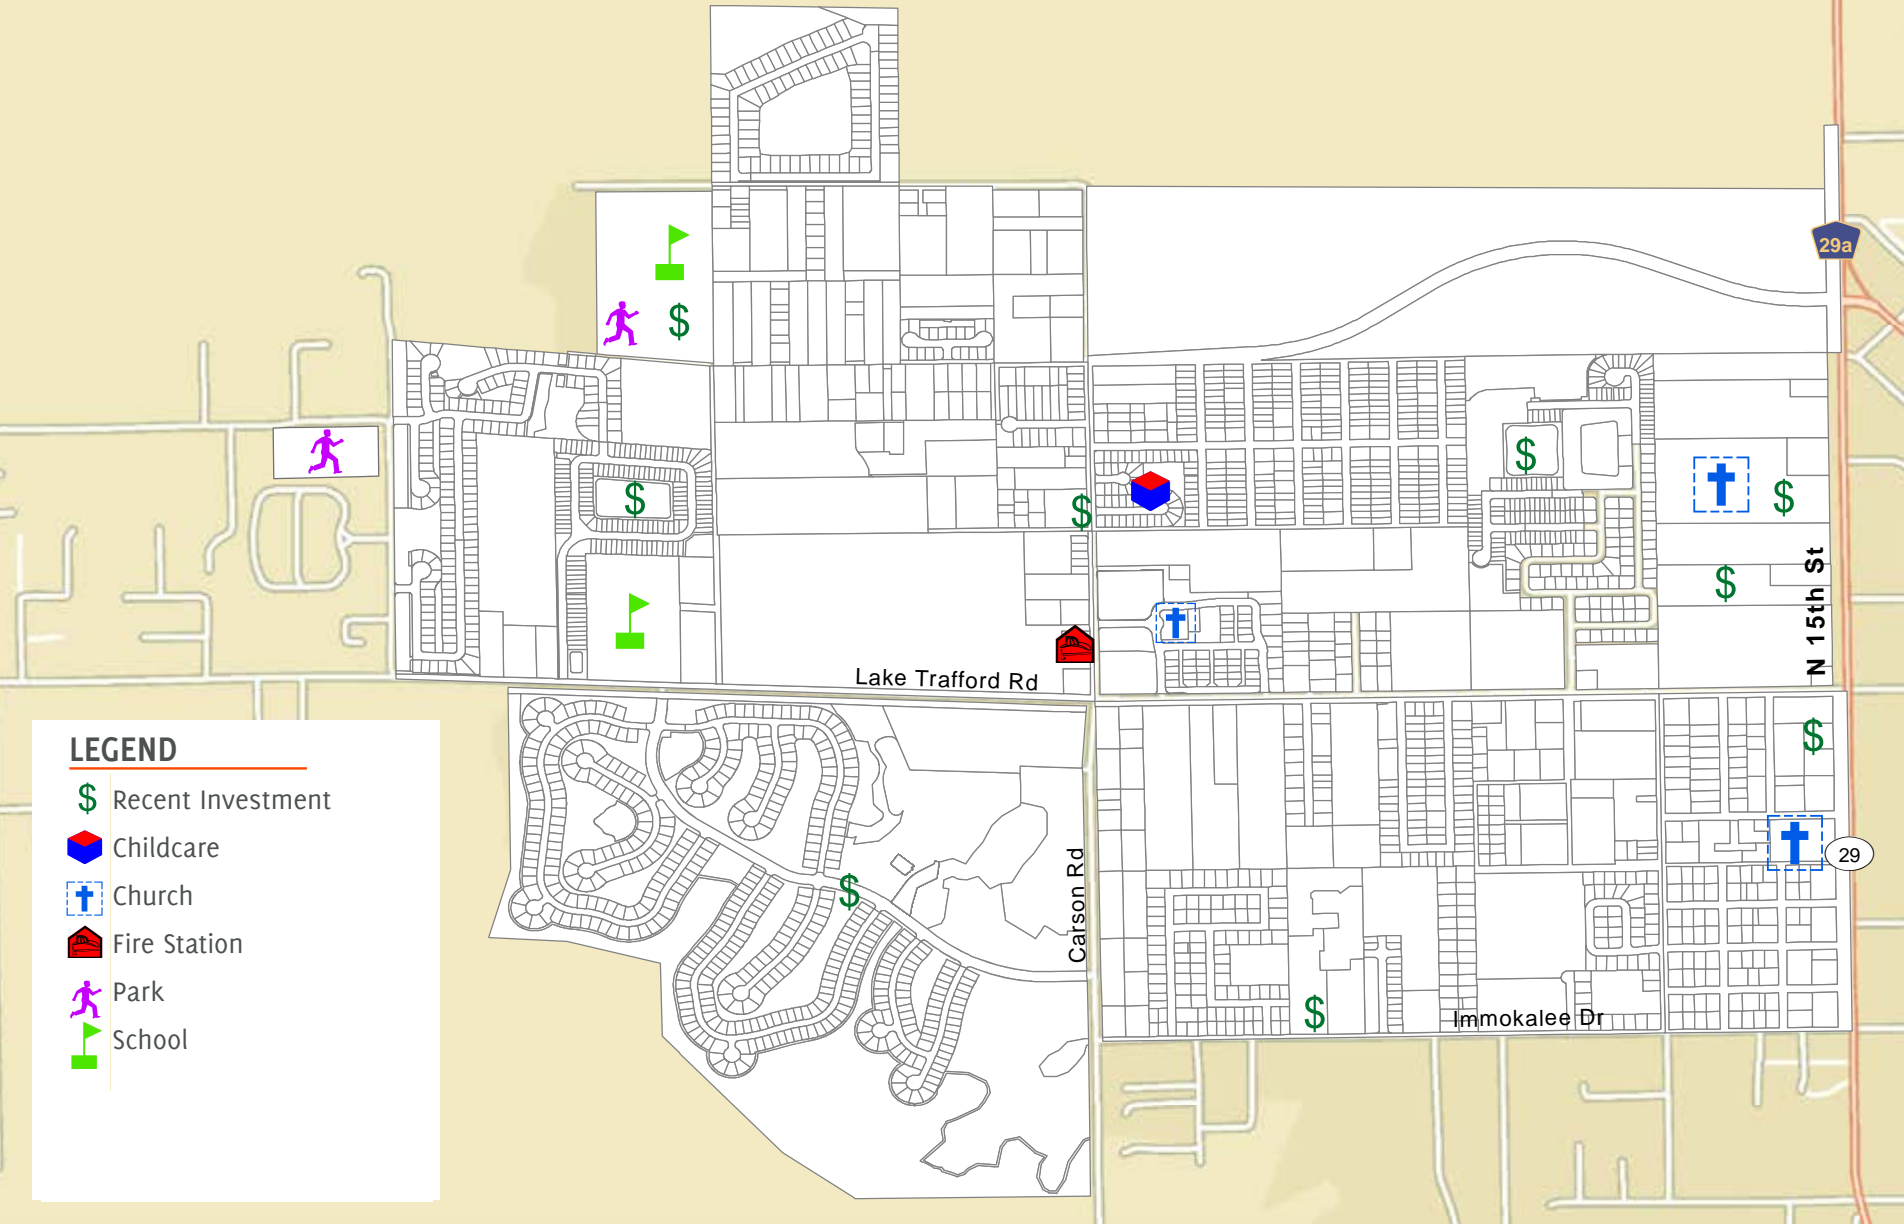 29a
N 15th St
Lake Trafford Rd
LEGEND
$ Recent Investment
Childcare
Church
Fire Station
Park
School
Carson Rd
29
Immokalee Dr
$
$
$
$
$
$
$
$
$